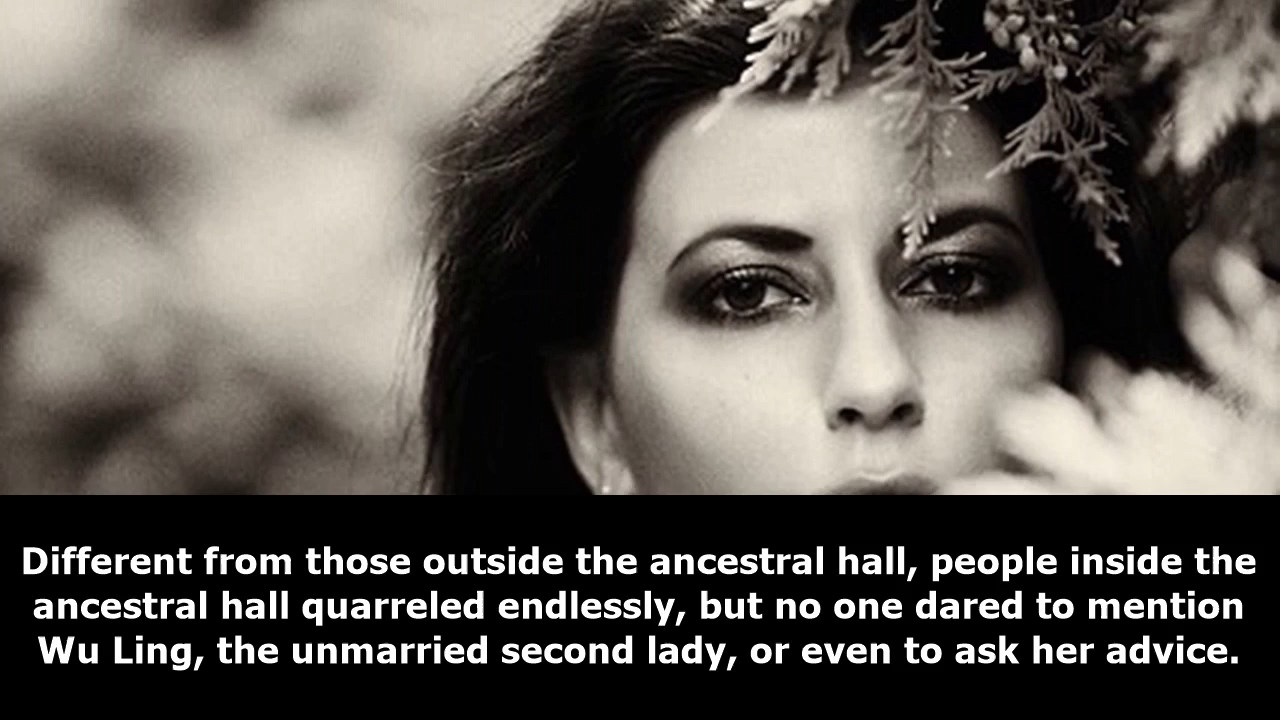 Different from those outside the ancestral hall, people inside the
ancestral hall quarreled endlessly, but no one dared to mention
Wu Ling, the unmarried second lady, or even to ask her advice.